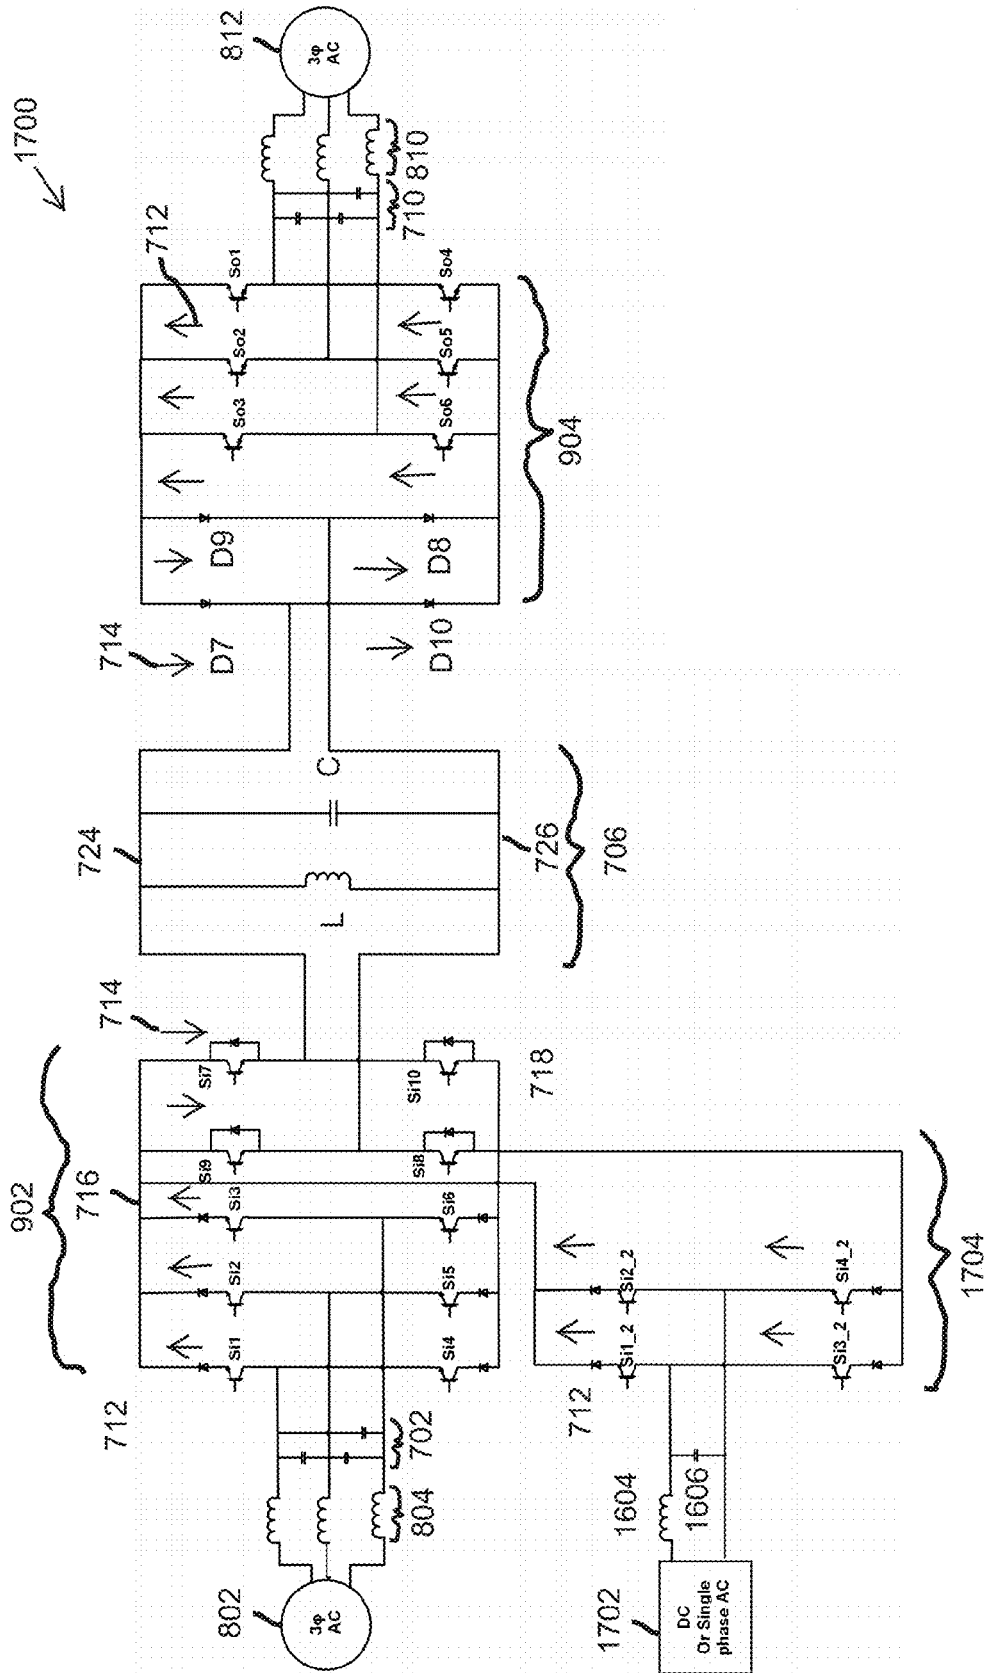 1700
902
716
714
724
714
712
812
712
Si1
Si2
Si3
Si9
Si7
D7
D9
So3
So2
So1
802
3φ
AC
L
C
3φ
AC
804
702
Si4
Si5
Si6
Si8
Si10
718
726
706
D10
D8
So6
So5
So4
904
710
810
1702
DC
Or Single
phase AC
1604
1606
712
Si1_2
Si2_2
Si3_2
Si4_2
1704